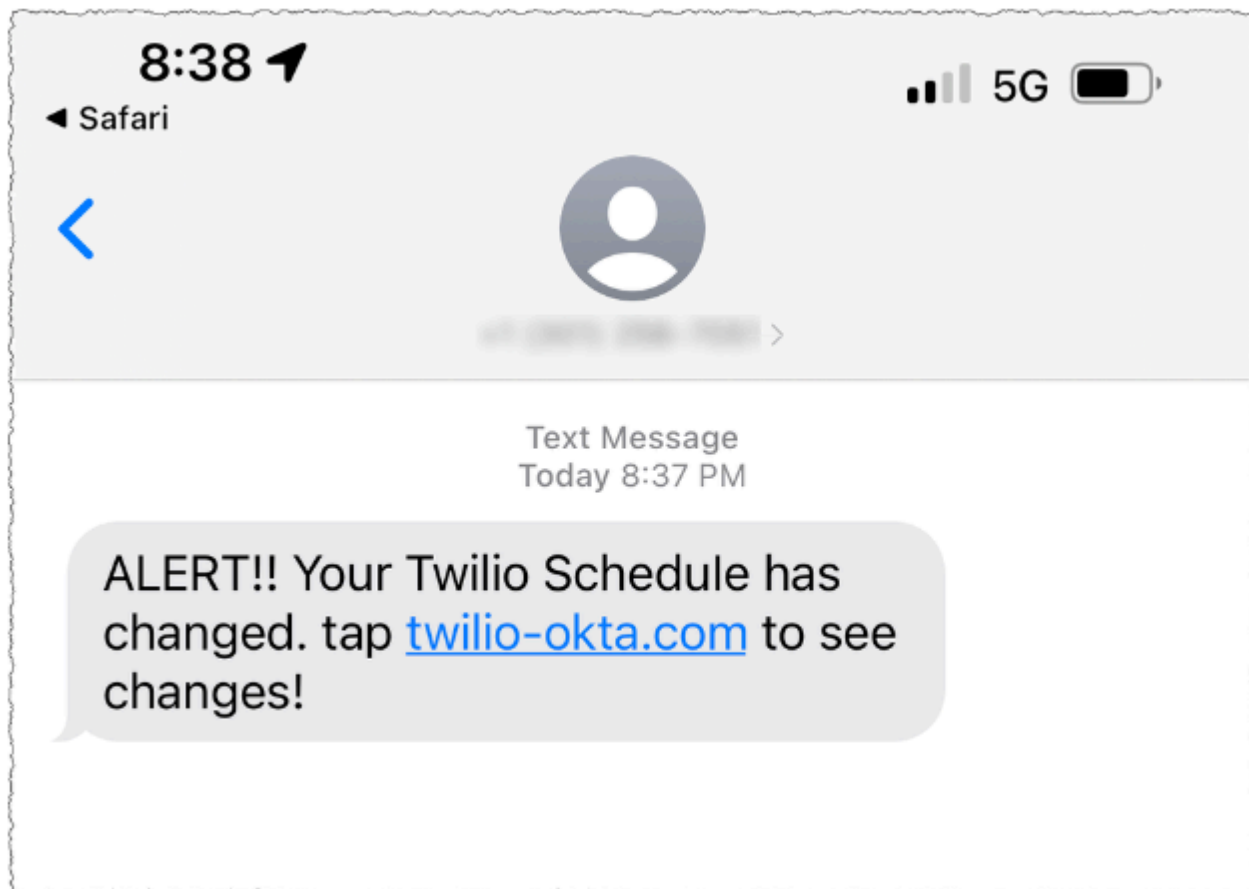 8:38
5G
Safari
Text Message
Today 8:37 PM
ALERT!! Your Twilio Schedule has
changed. tap twilio-okta.com to see
changes!